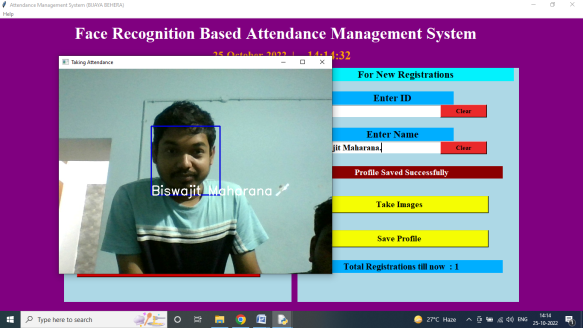 Attendance Management System (BIJAYA BEHERA)
Help
Face Recognition Based Attendance Management System
25-October-2022 | 14:14:32
Taking Attendance
Biswajit Maharana
For New Registrations
Enter ID
Clear
Enter Name
jit Maharana,
Clear
Profile Saved Successfully
Take Images
Save Profile
Total Registrations till now : 1
Type here to search
27°C Haze
ENG
14:14
25-10-2022